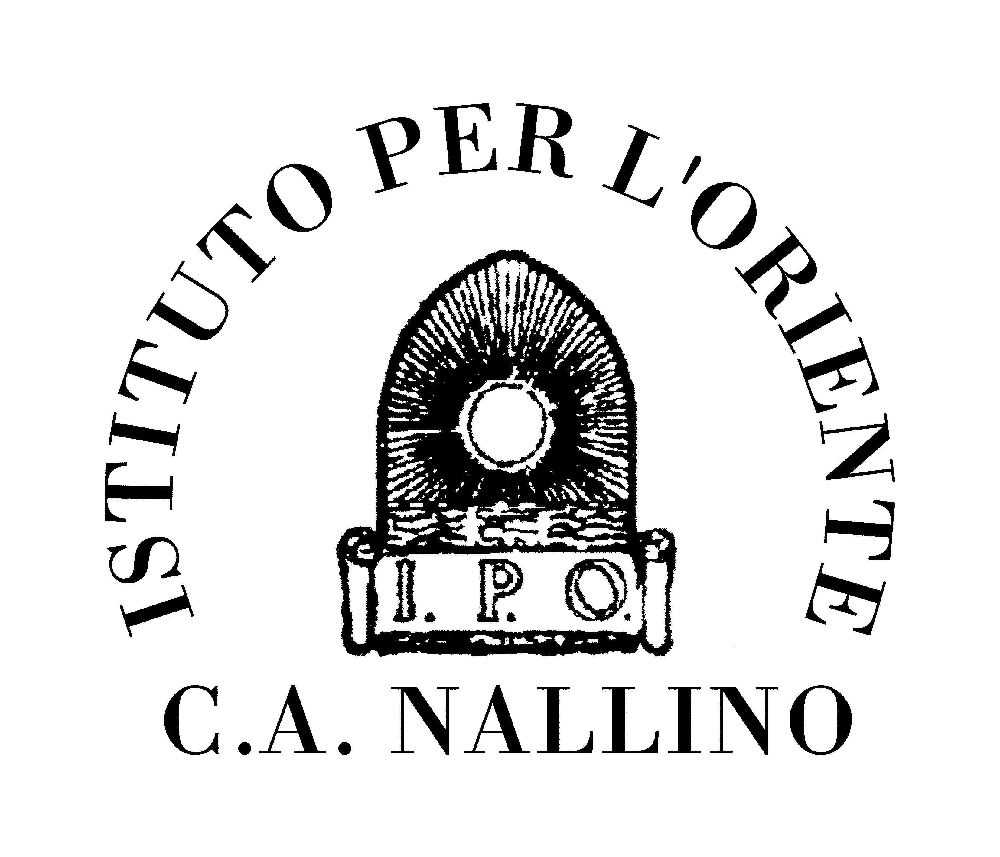 ISTITUTO PER L'ORIENTE
I. P. O.
C.A. NALLINO